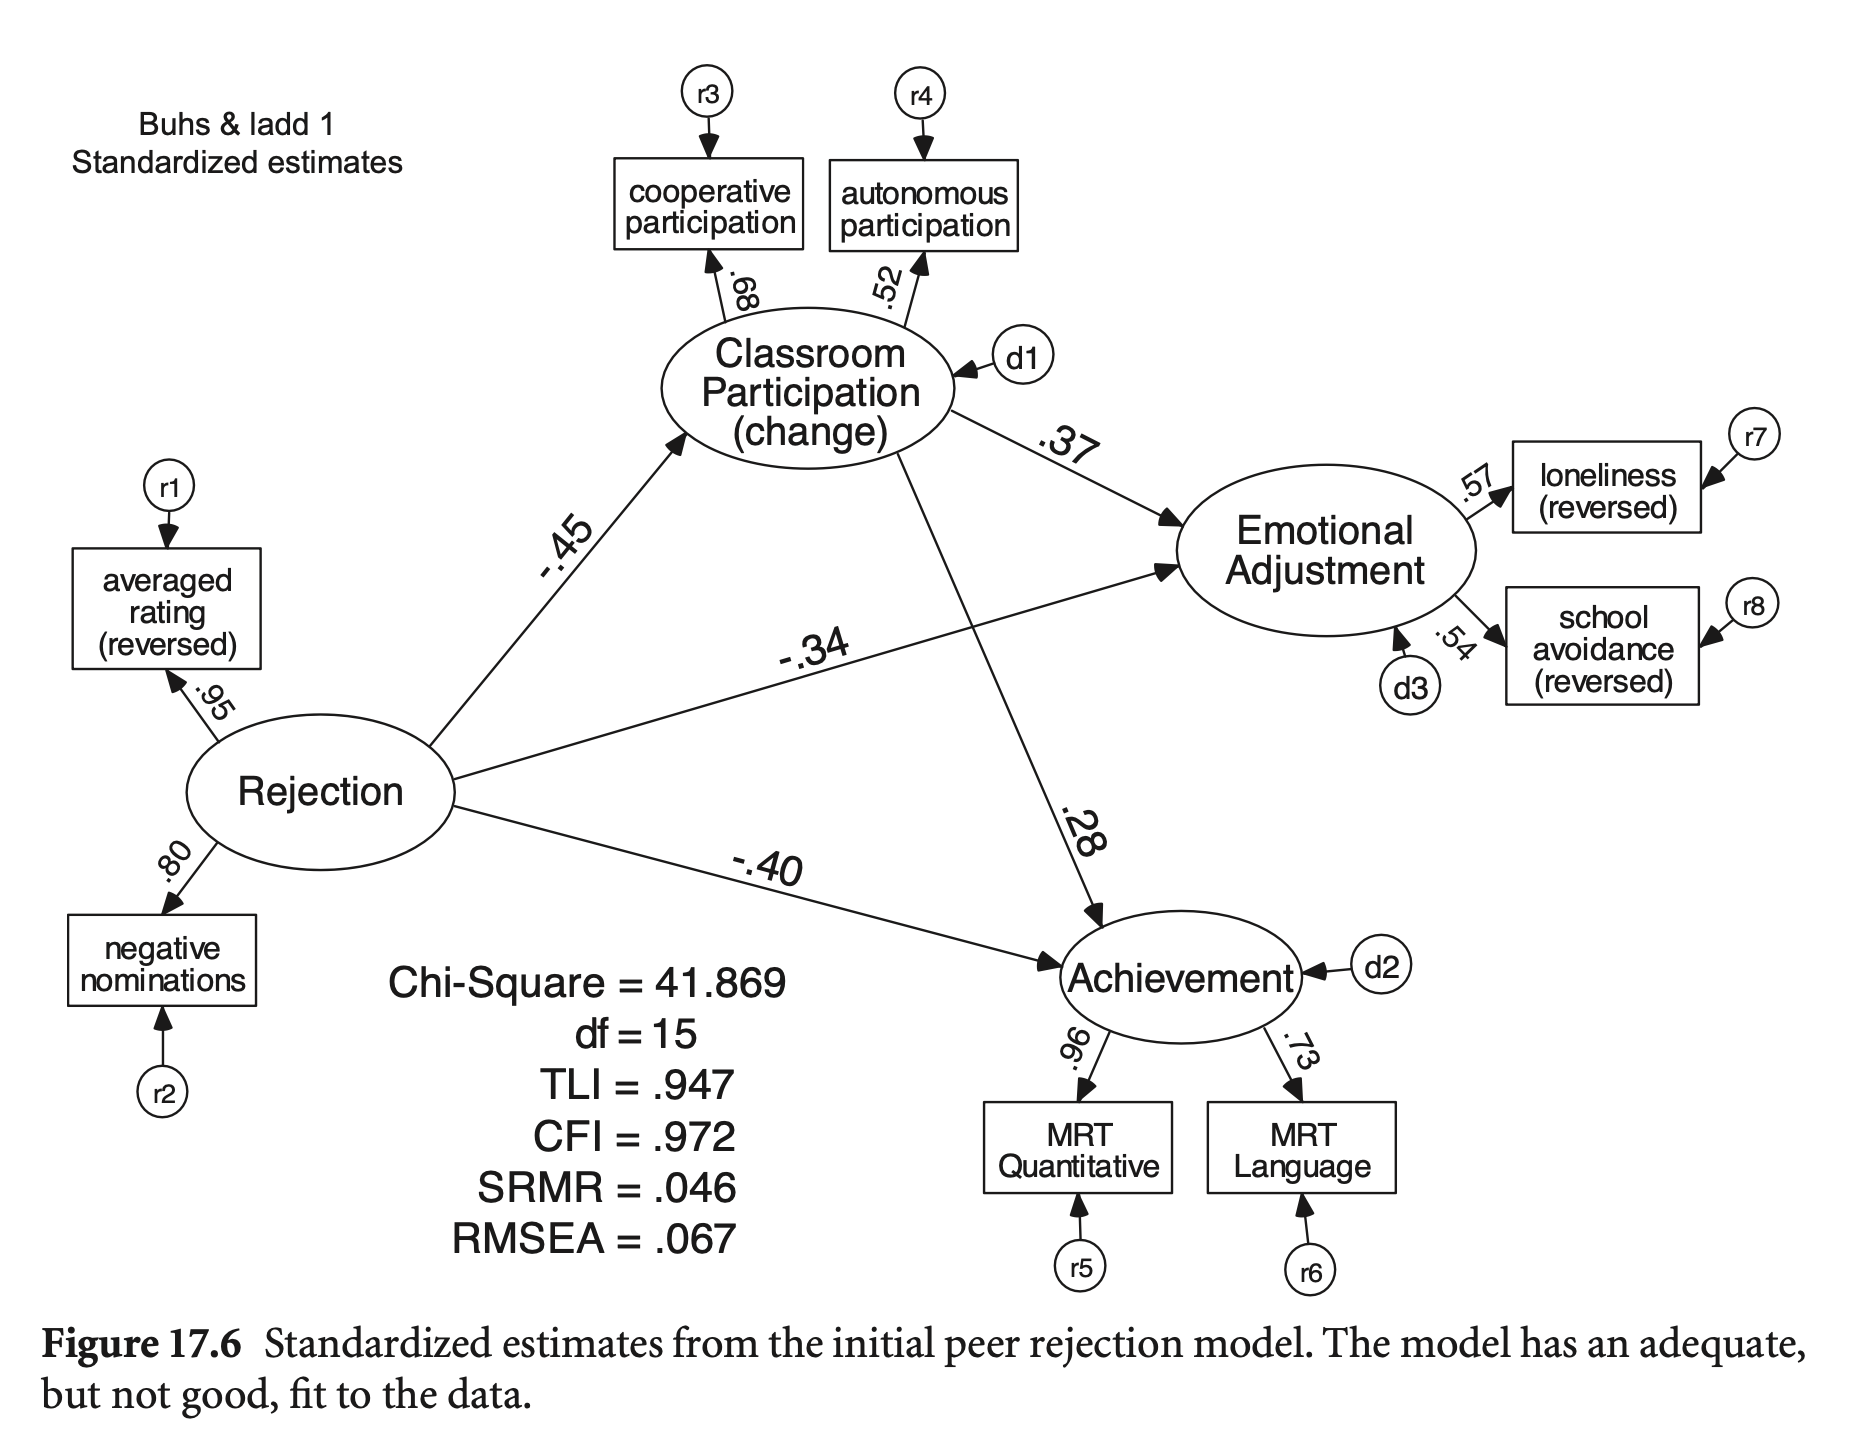 Buhs & ladd 1
Standardized estimates
r3
r4
cooperative
participation
autonomous
participation
.68
.52
Classroom
Participation
(change)
d1
.37
r7
loneliness
(reversed)
.57
Emotional
Adjustment
.54
r8
school
avoidance
(reversed)
d3
r1
averaged
rating
(reversed)
.95
-.45
-.34
Rejection
.80
-.40
.28
negative
nominations
r2
Achievement
d2
.96
.73
MRT
Quantitative
MRT
Language
r5
r6
Chi-Square = 41.869
df = 15
TLI = .947
CFI = .972
SRMR = .046
RMSEA = .067
Figure 17.6 Standardized estimates from the initial peer rejection model. The model has an adequate,
but not good, fit to the data.